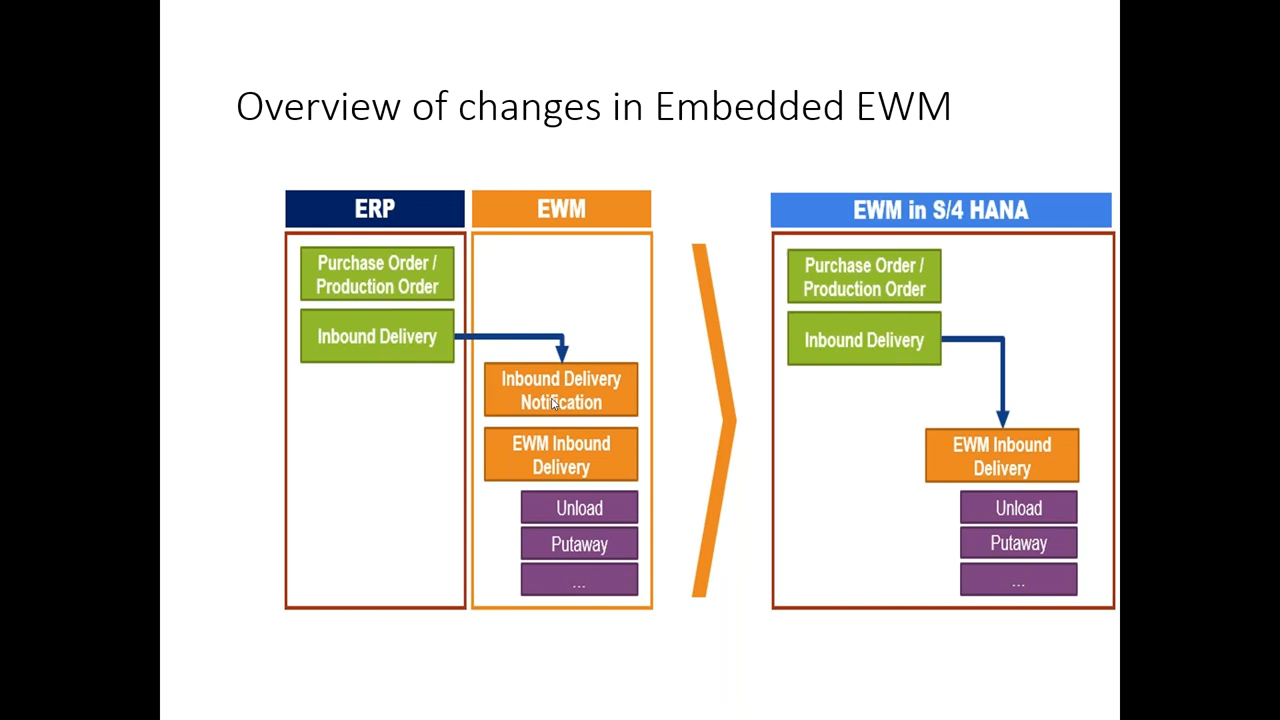 Overview of changes in Embedded EWM
ERP
EWM
Purchase Order /
Production Order
Inbound Delivery
Inbound Delivery
Notification
EWM Inbound
Delivery
Unload
Putaway
...
EWM in S/4 HANA
Purchase Order /
Production Order
Inbound Delivery
EWM Inbound
Delivery
Unload
Putaway
...